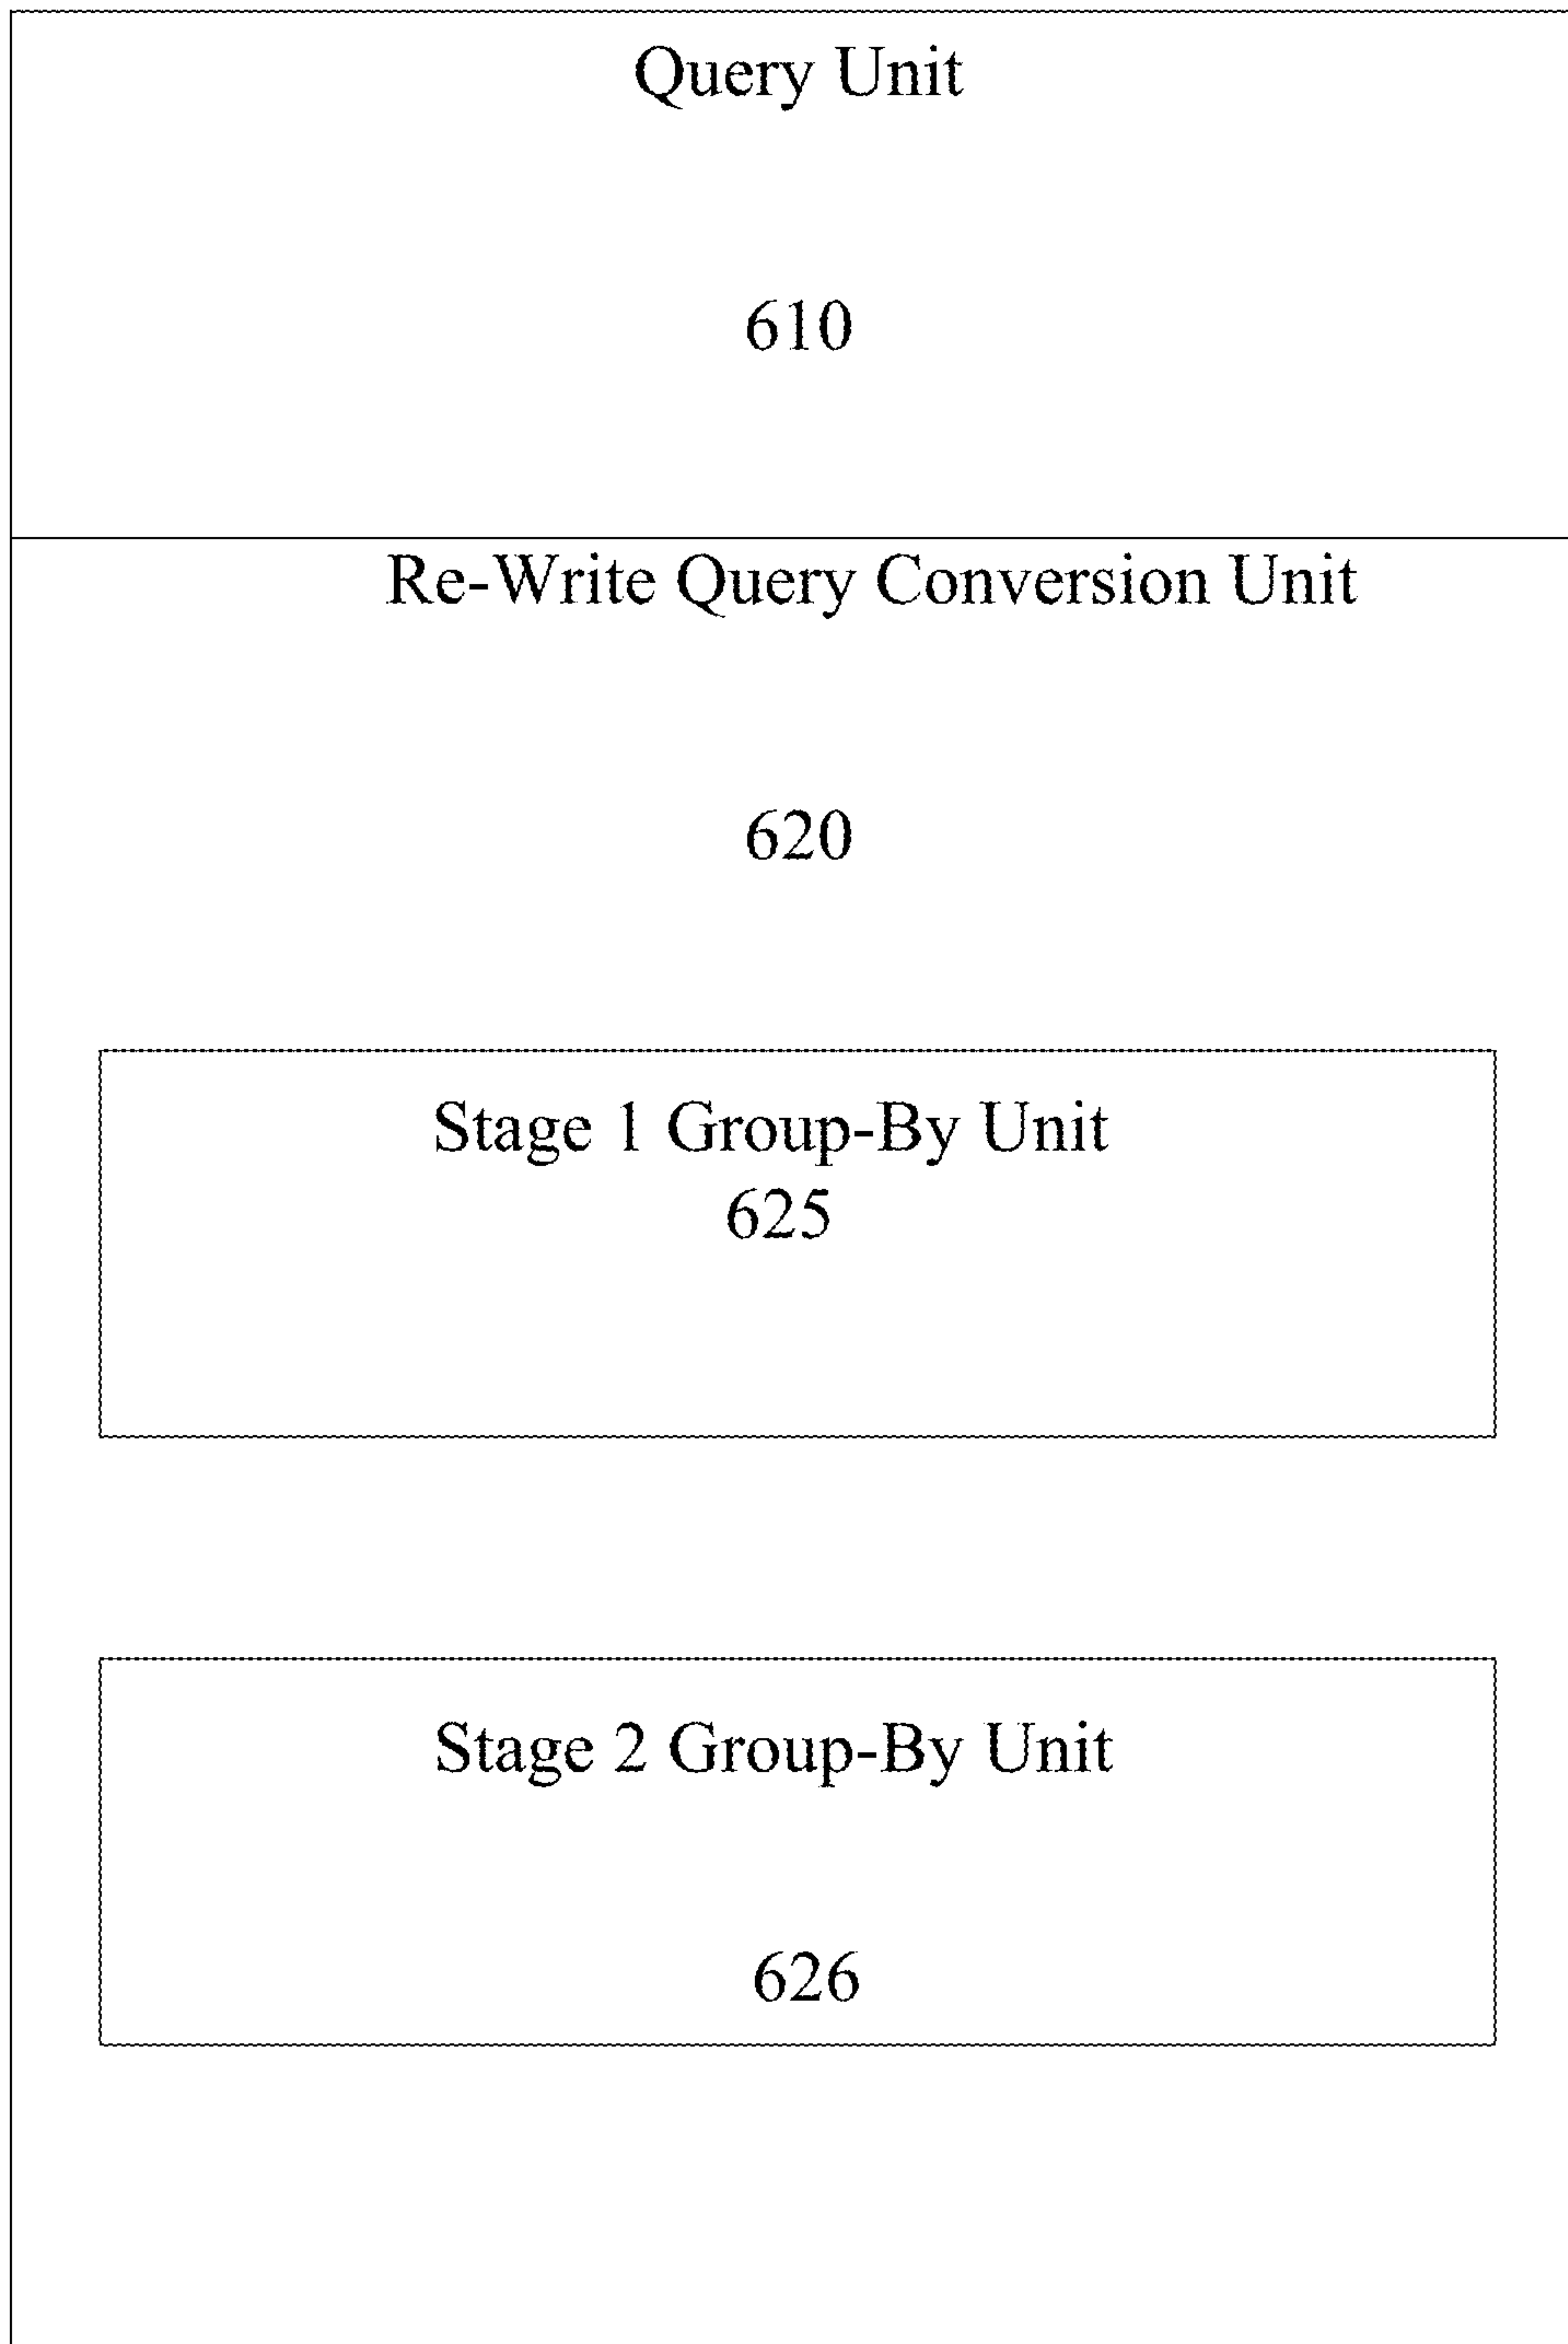 Query Unit
610
Re-Write Query Conversion Unit
620
Stage 1 Group-By Unit
625
Stage 2 Group-By Unit
626